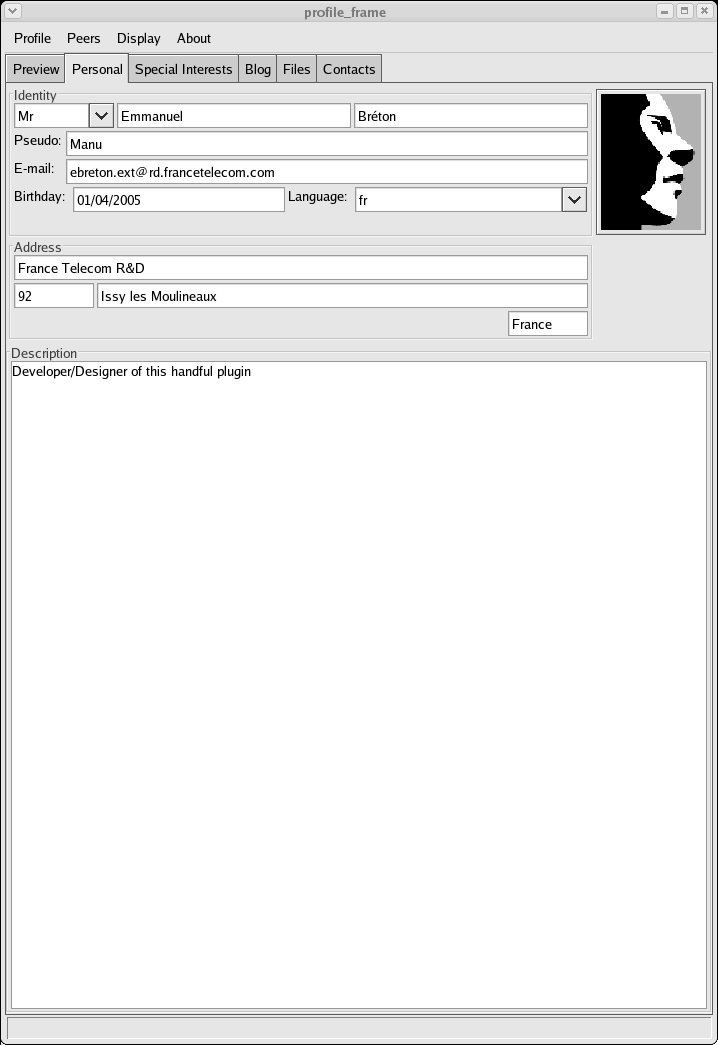 profile_frame
Profile Peers Display About
Preview Personal Special Interests Blog Files Contacts
Identity
Mr Emmanuel Bréton
Pseudo: Manu
E-mail: ebreton.ext@rd.francetelecom.com
Birthday: 01/04/2005 Language: fr
Address
France Telecom R&D
92 Issy les Moulineaux
France
Description
Developer/Designer of this handful plugin